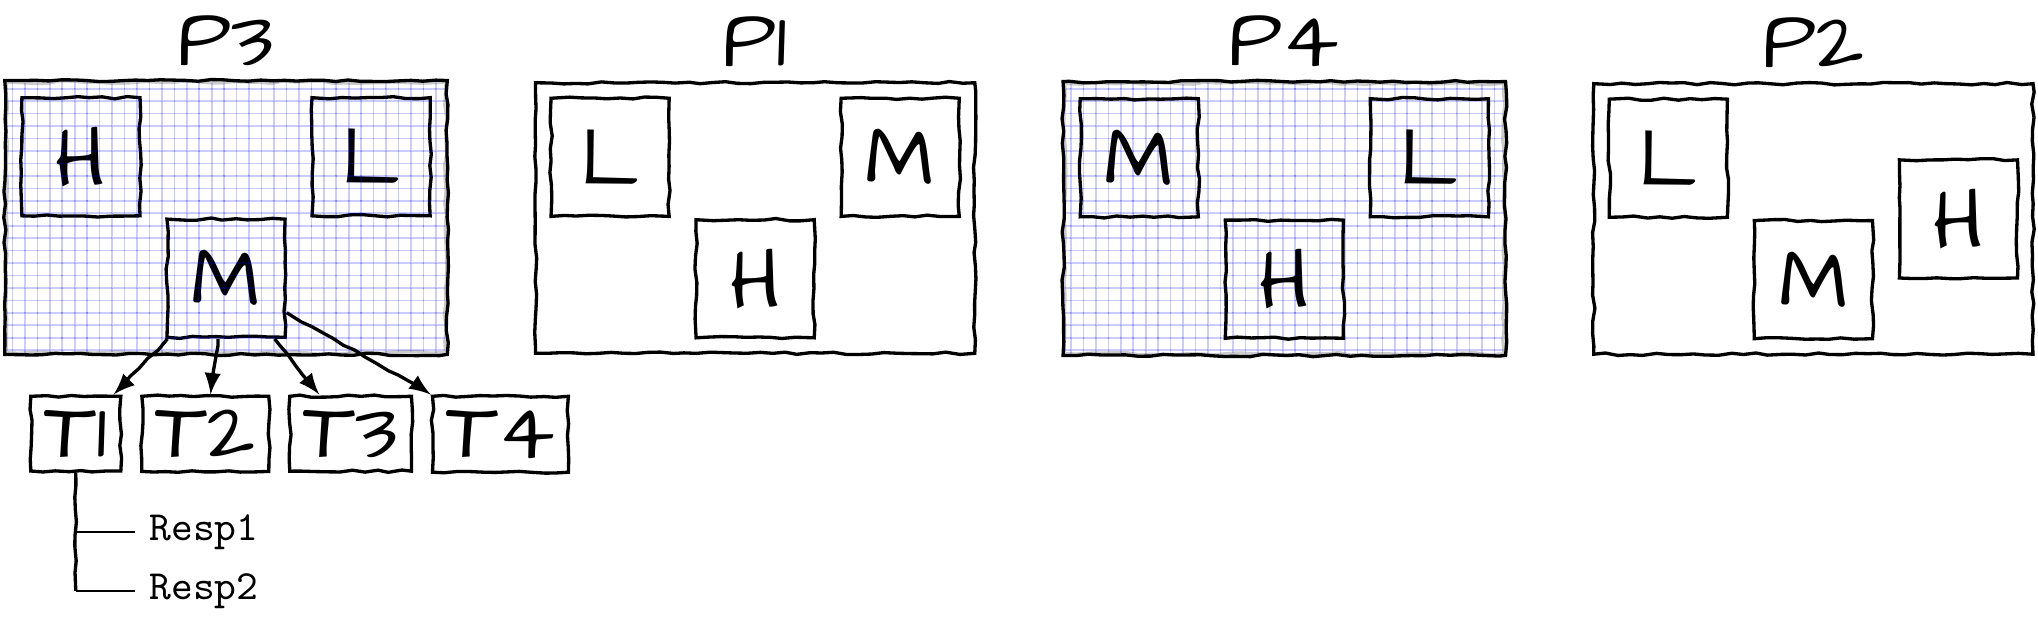 P3 P1 P4 P2
H L L M M L L
M H H M H
T1 T2 T3 T4
Resp1
Resp2